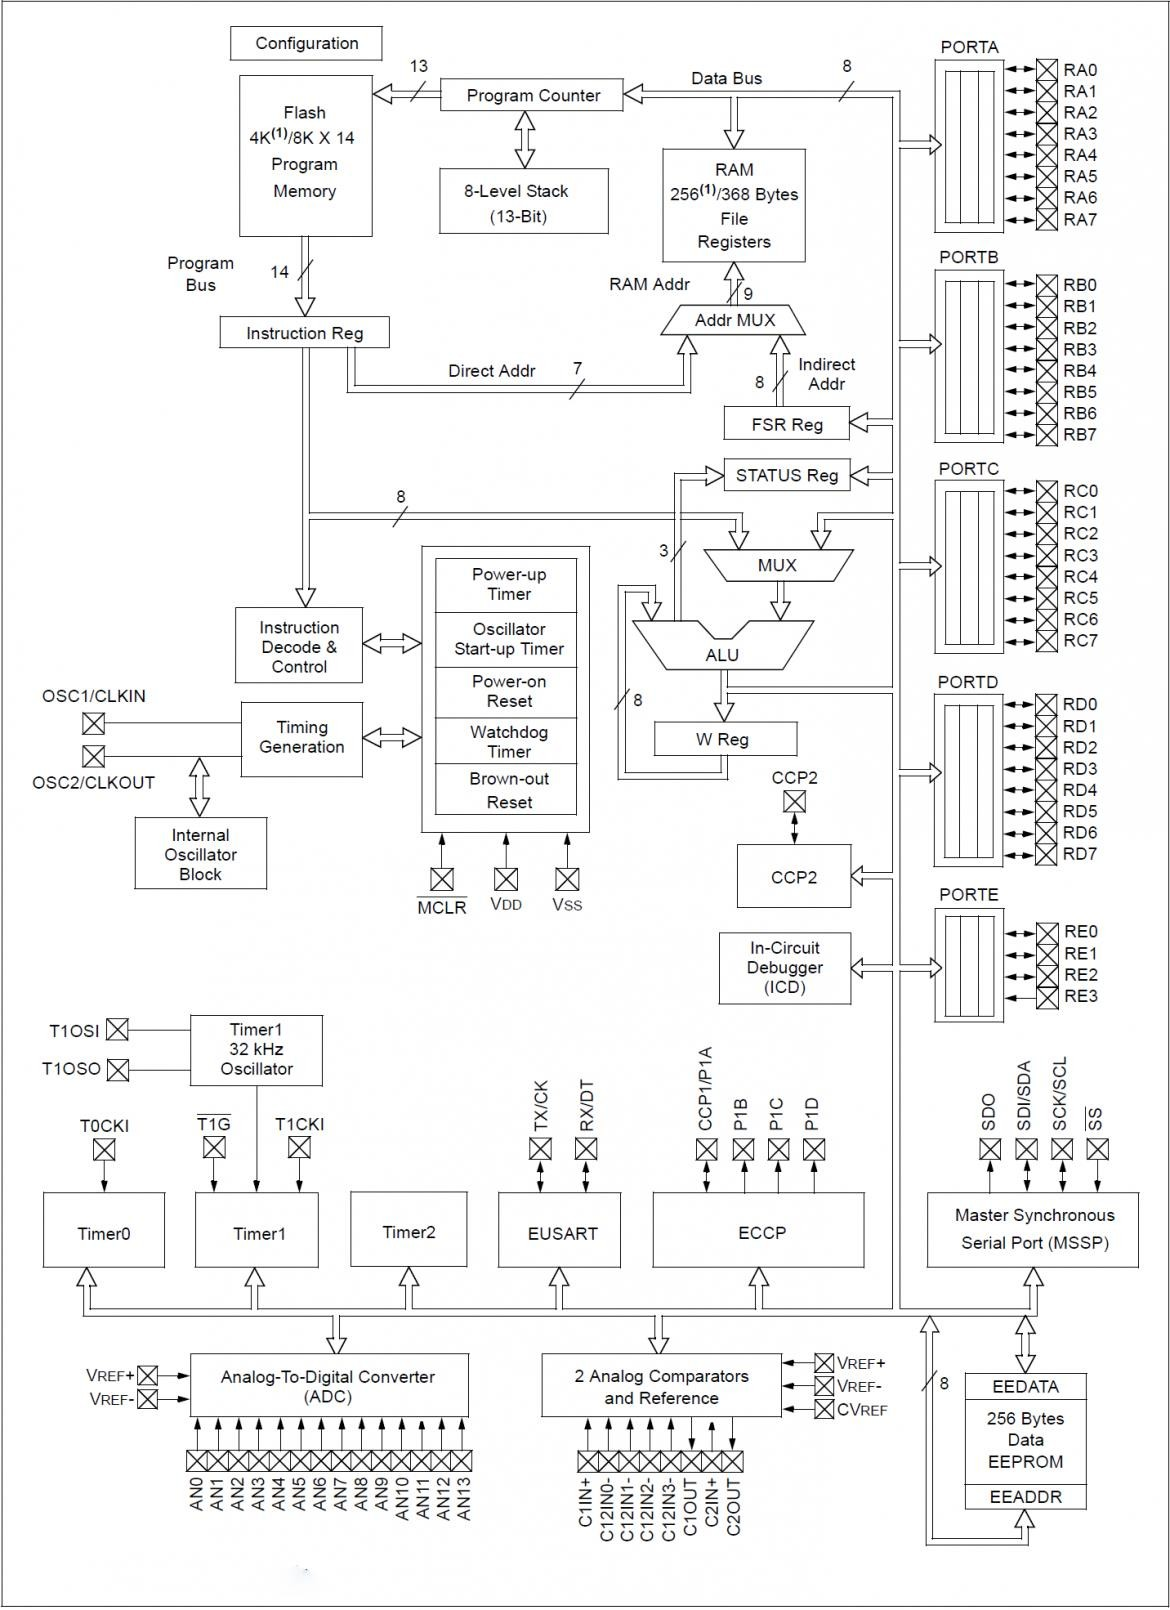 Configuration
13
Data Bus
8
PORTA
Program Counter
Flash
4K(1)/8K X 14
Program
Memory
8-Level Stack
(13-Bit)
RAM
256(1)/368 Bytes
File
Registers
RA0
RA1
RA2
RA3
RA4
RA5
RA6
RA7
Program
Bus
14
RAM Addr
9
PORTB
Instruction Reg
Addr MUX
Direct Addr
7
8
Indirect
Addr
FSR Reg
RB0
RB1
RB2
RB3
RB4
RB5
RB6
RB7
STATUS Reg
PORTC
8
3
MUX
RC0
RC1
RC2
RC3
RC4
RC5
RC6
RC7
Power-up
Timer
Oscillator
Start-up Timer
Power-on
Reset
Watchdog
Timer
Brown-out
Reset
Instruction
Decode &
Control
ALU
8
W Reg
PORTD
RD0
RD1
RD2
RD3
RD4
RD5
RD6
RD7
OSC1/CLKIN
OSC2/CLKOUT
Timing
Generation
Internal
Oscillator
Block
MCLR
VDD
VSS
CCP2
CCP2
In-Circuit
Debugger
(ICD)
PORTE
RE0
RE1
RE2
RE3
T1OSI
T1OSO
Timer1
32 kHz
Oscillator
T0CKI
T1G
T1CKI
TX/CK
RX/DT
CCP1/P1A
P1B
P1C
P1D
SDO
SDI/SDA
SCK/SCL
SS
Timer0
Timer1
Timer2
EUSART
ECCP
Master Synchronous
Serial Port (MSSP)
VREF+
VREF-
Analog-To-Digital Converter
(ADC)
AN0
AN1
AN2
AN3
AN4
AN5
AN6
AN7
AN8
AN9
AN10
AN11
AN12
AN13
2 Analog Comparators
and Reference
VREF+
VREF-
CVREF
C1IN+
C12IN0-
C12IN1-
C12IN2-
C12IN3-
C1OUT
C2IN+
C2OUT
8
EEDATA
256 Bytes
Data
EEPROM
EEADDR